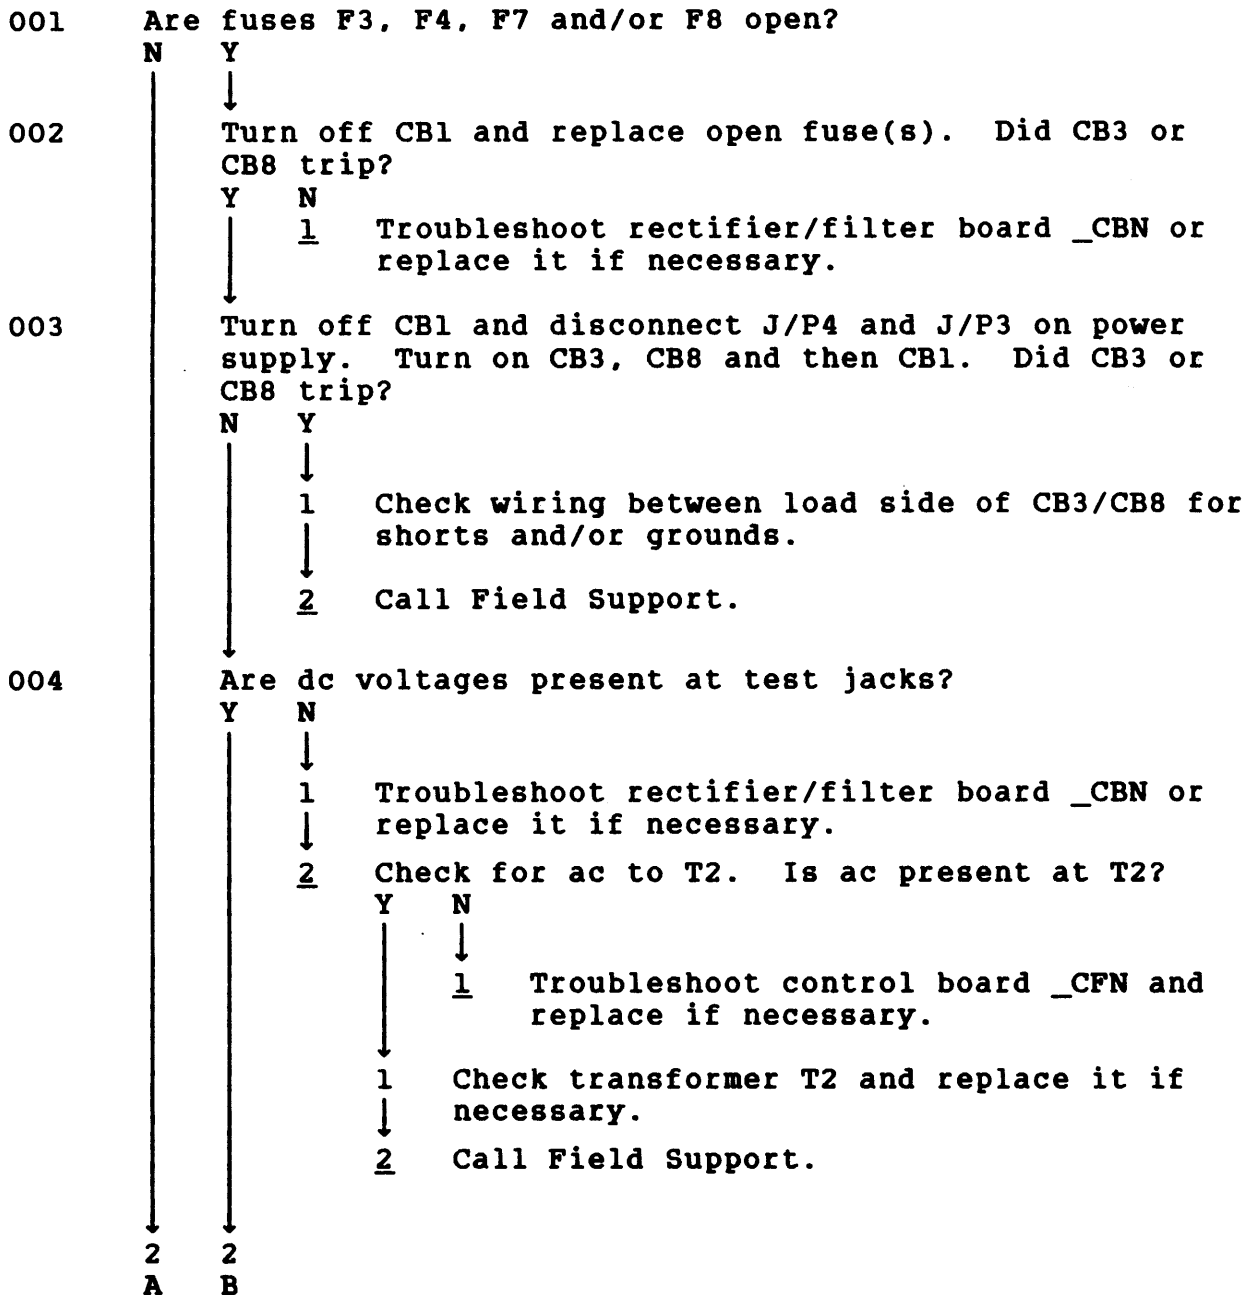 001 Are fuses F3, F4, F7 and/or F8 open?
N Y
002 Turn off CB1 and replace open fuse(s). Did CB3 or
CB8 trip?
Y N
1 Troubleshoot rectifier/filter board _CBN or
replace it if necessary.
003 Turn off CB1 and disconnect J/P4 and J/P3 on power
supply. Turn on CB3, CB8 and then CB1. Did CB3 or
CB8 trip?
N Y
1 Check wiring between load side of CB3/CB8 for
shorts and/or grounds.
2 Call Field Support.
004 Are dc voltages present at test jacks?
Y N
1 Troubleshoot rectifier/filter board _CBN or
replace it if necessary.
2 Check for ac to T2. Is ac present at T2?
Y N
1 Troubleshoot control board _CFN and
replace if necessary.
1 Check transformer T2 and replace it if
necessary.
2 Call Field Support.
2 2
A B